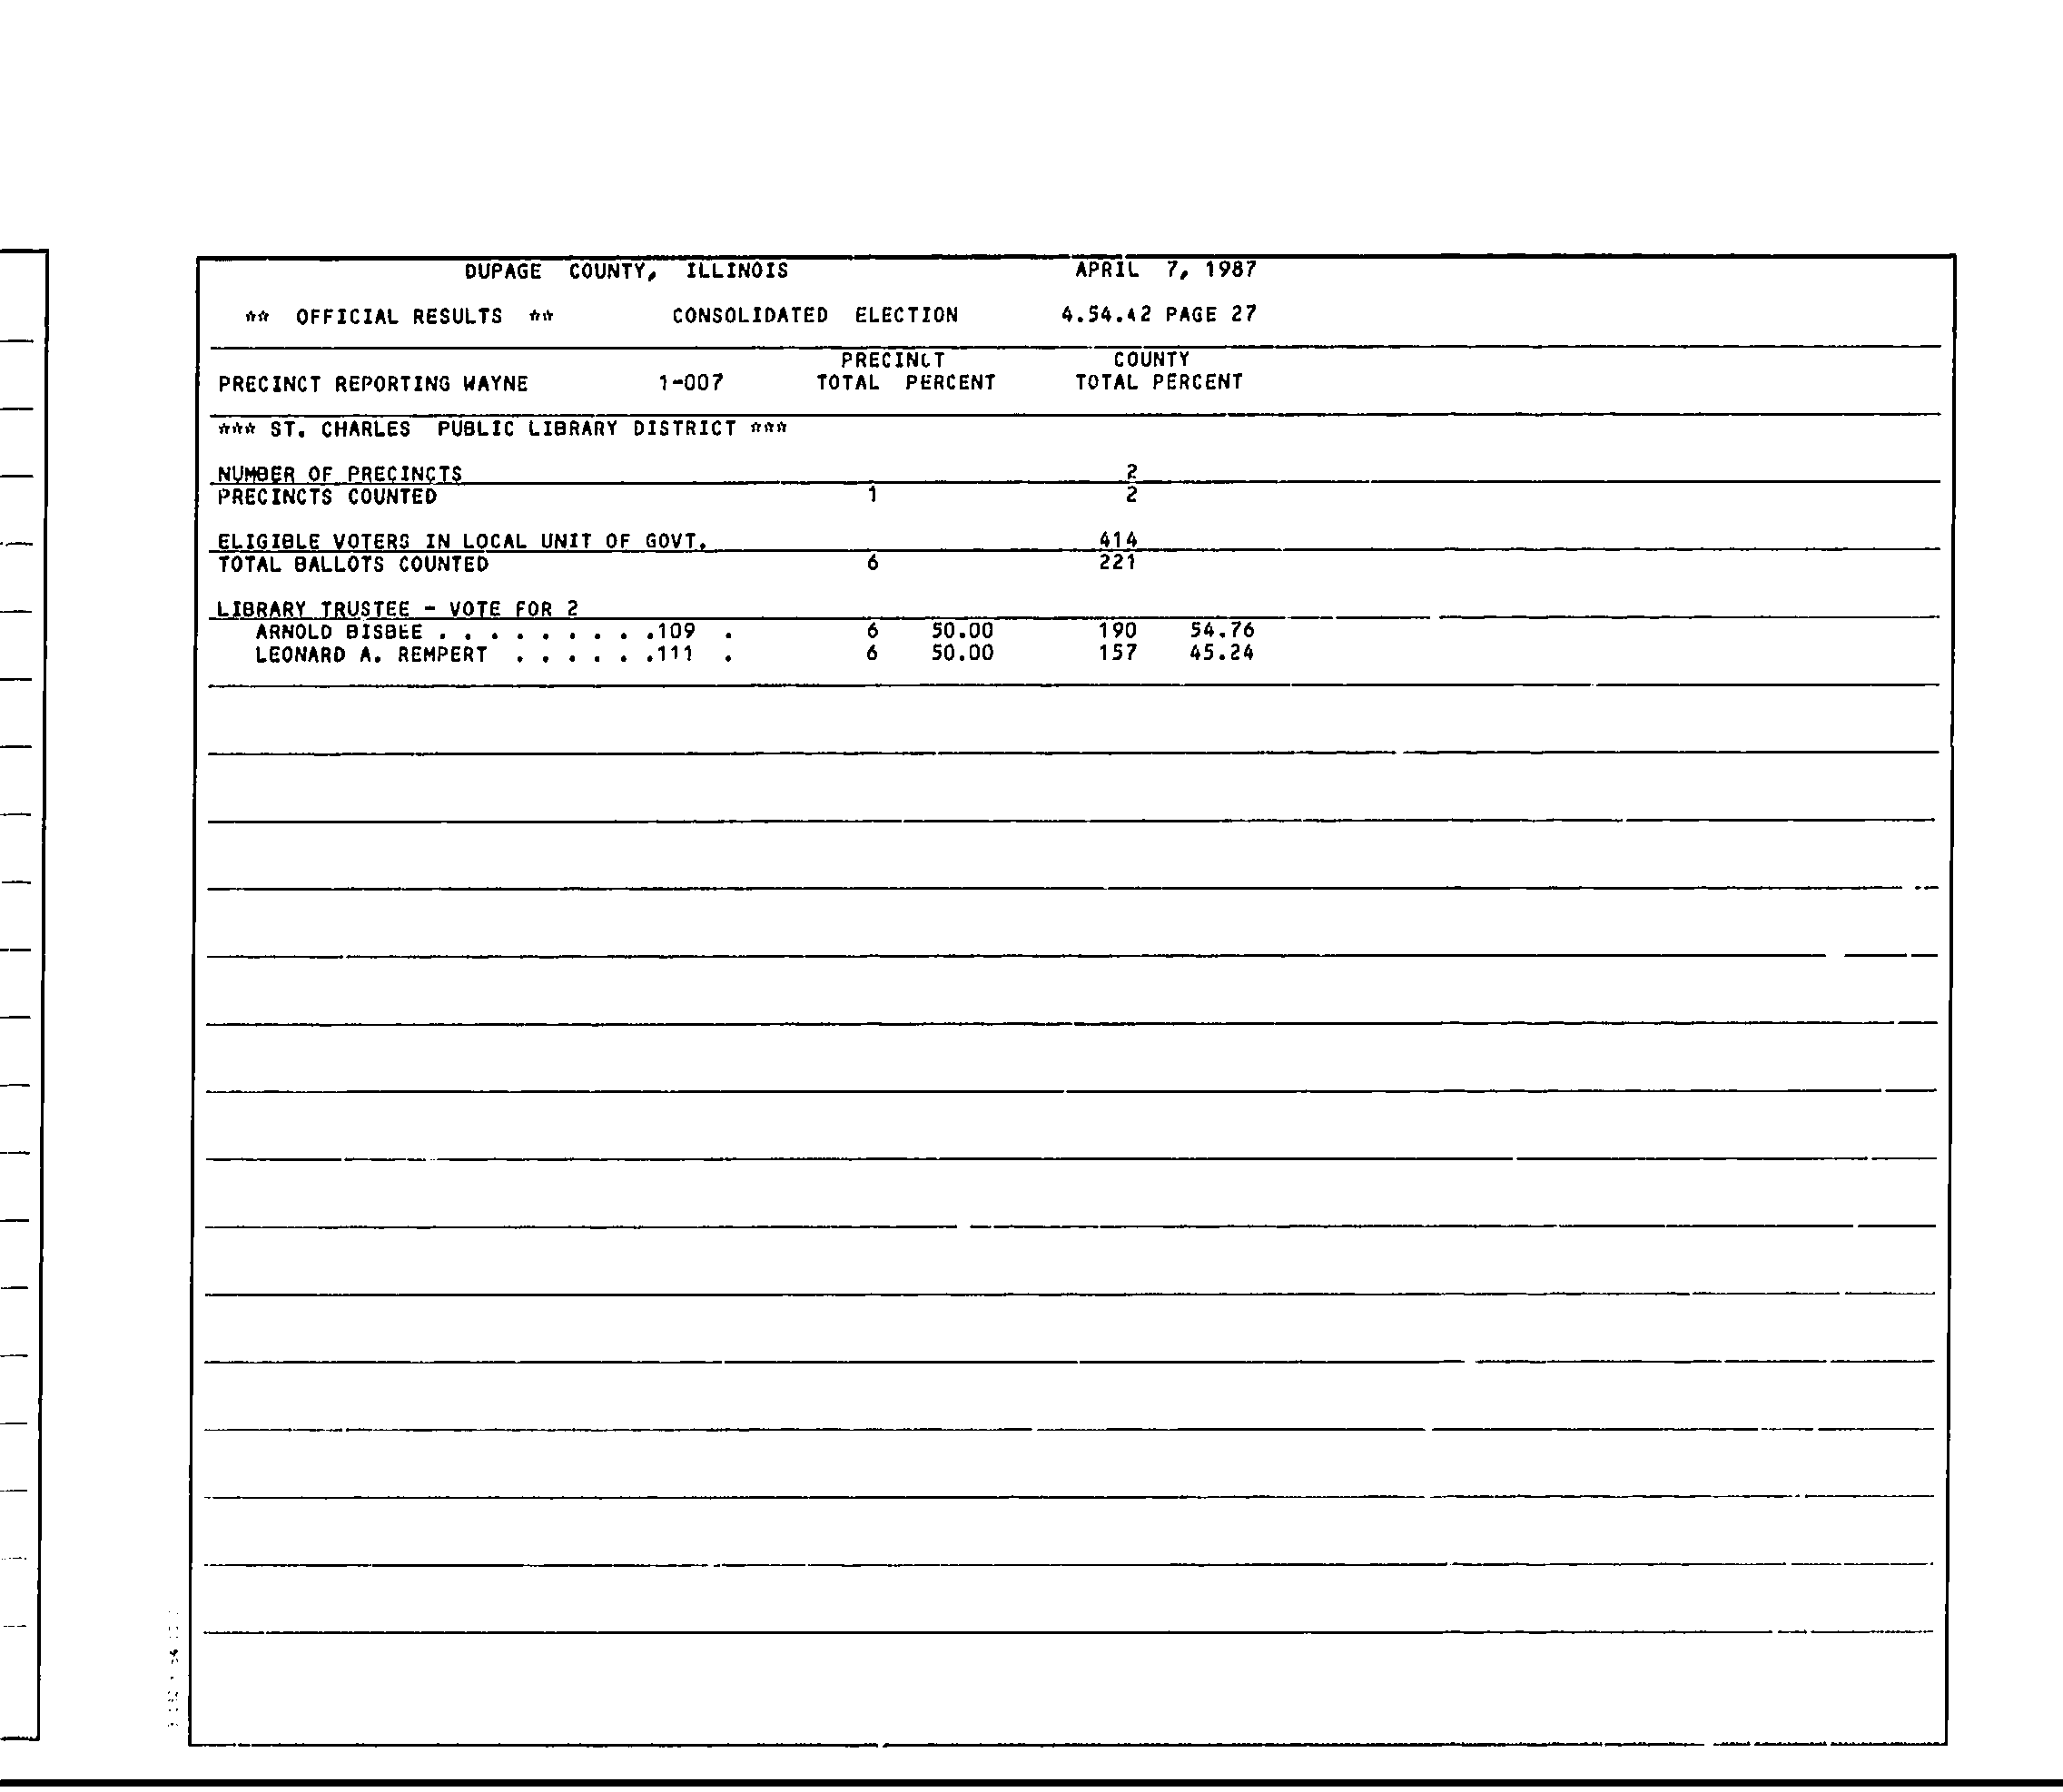 DUPAGE COUNTY, ILLINOIS APRIL 7, 1987
** OFFICIAL RESULTS ** CONSOLIDATED ELECTION 4.54.42 PAGE 27
PRECINCT COUNTY
PRECINCT REPORTING WAYNE 1-007 TOTAL PERCENT TOTAL PERCENT
*** ST. CHARLES PUBLIC LIBRARY DISTRICT ***
NUMBER OF PRECINCTS 2
PRECINCTS COUNTED 1 2
ELIGIBLE VOTERS IN LOCAL UNIT OF GOVT. 414
TOTAL BALLOTS COUNTED 6 221
LIBRARY TRUSTEE - VOTE FOR 2
ARNOLD BISBEE . . . . . . . . .109 . 6 50.00 190 54.76
LEONARD A. REMPERT . . . . . .111 . 6 50.00 157 45.24